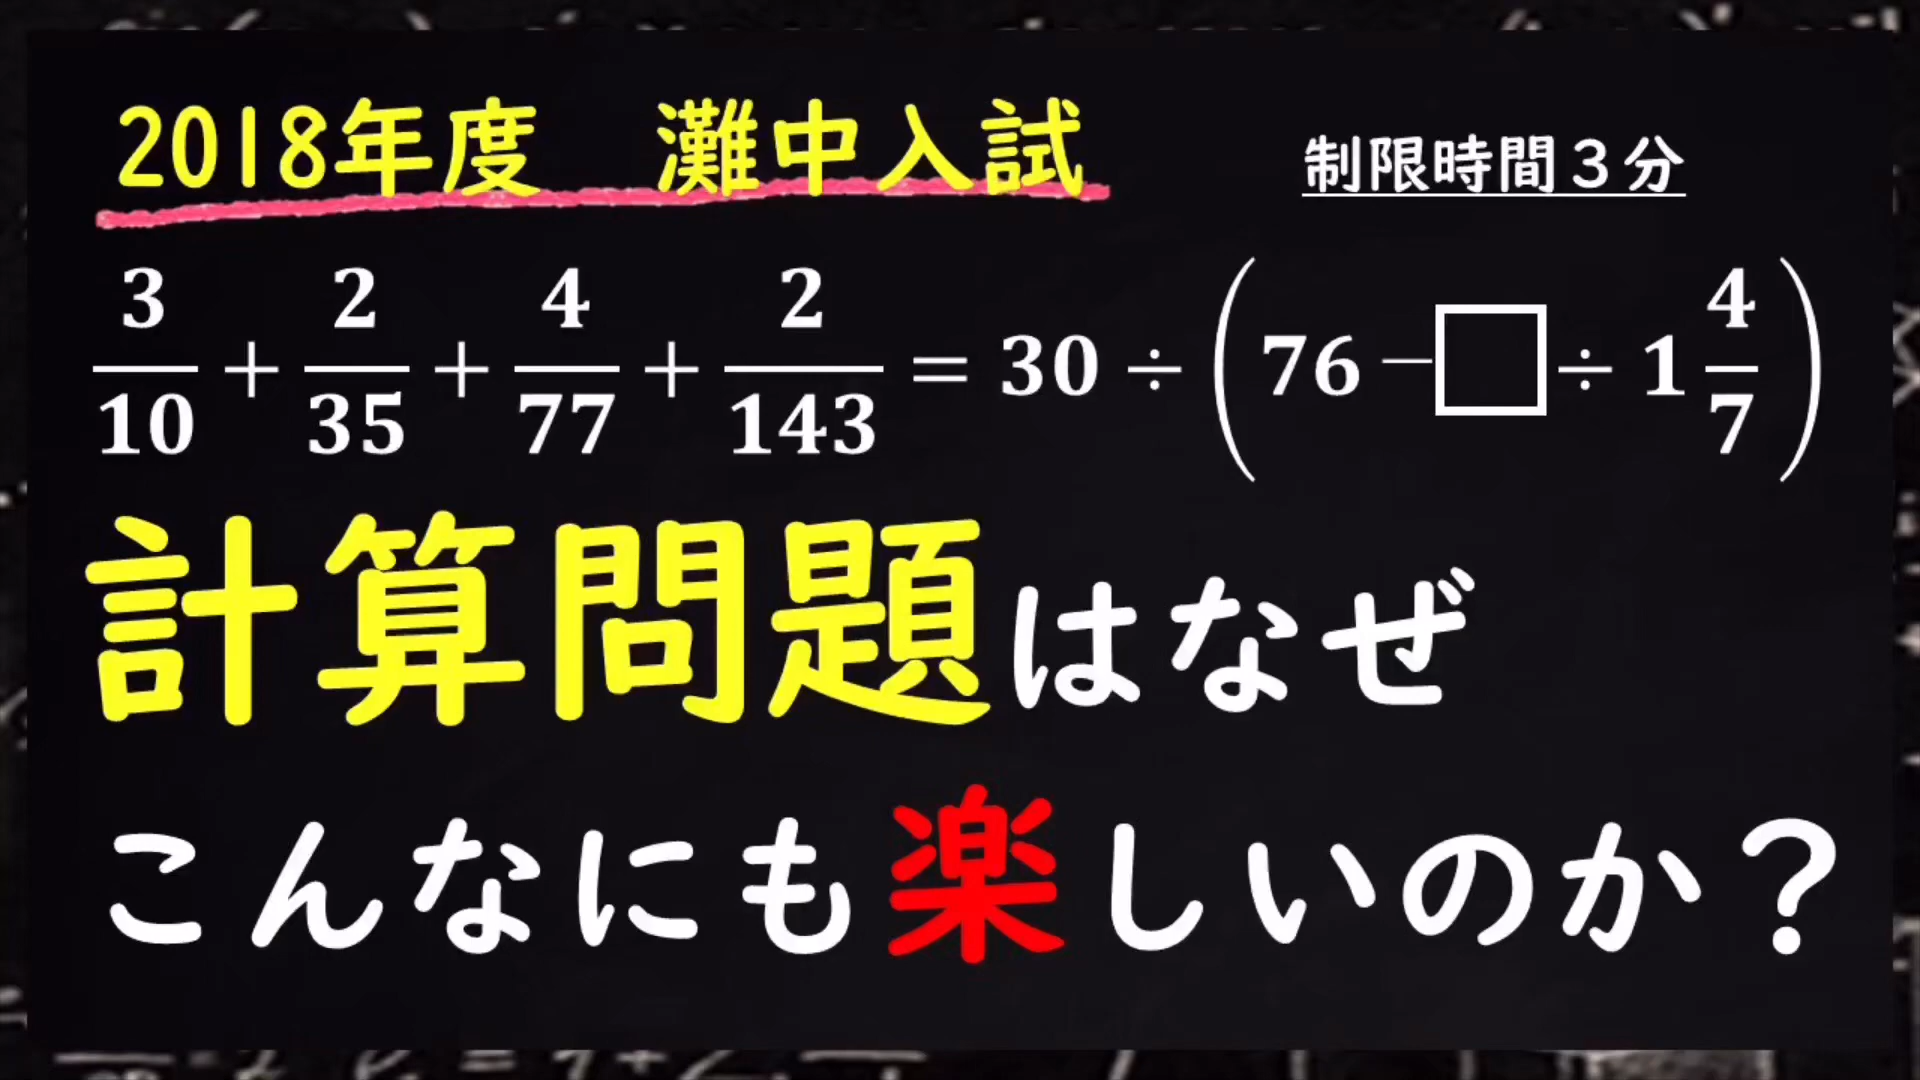 2018年度　灘中入試
制限時間３分
3/10 + 2/35 + 4/77 + 2/143 = 30 ÷ (76 − □ ÷ 1 4/7)
計算問題はなぜ
こんなにも楽しいのか？